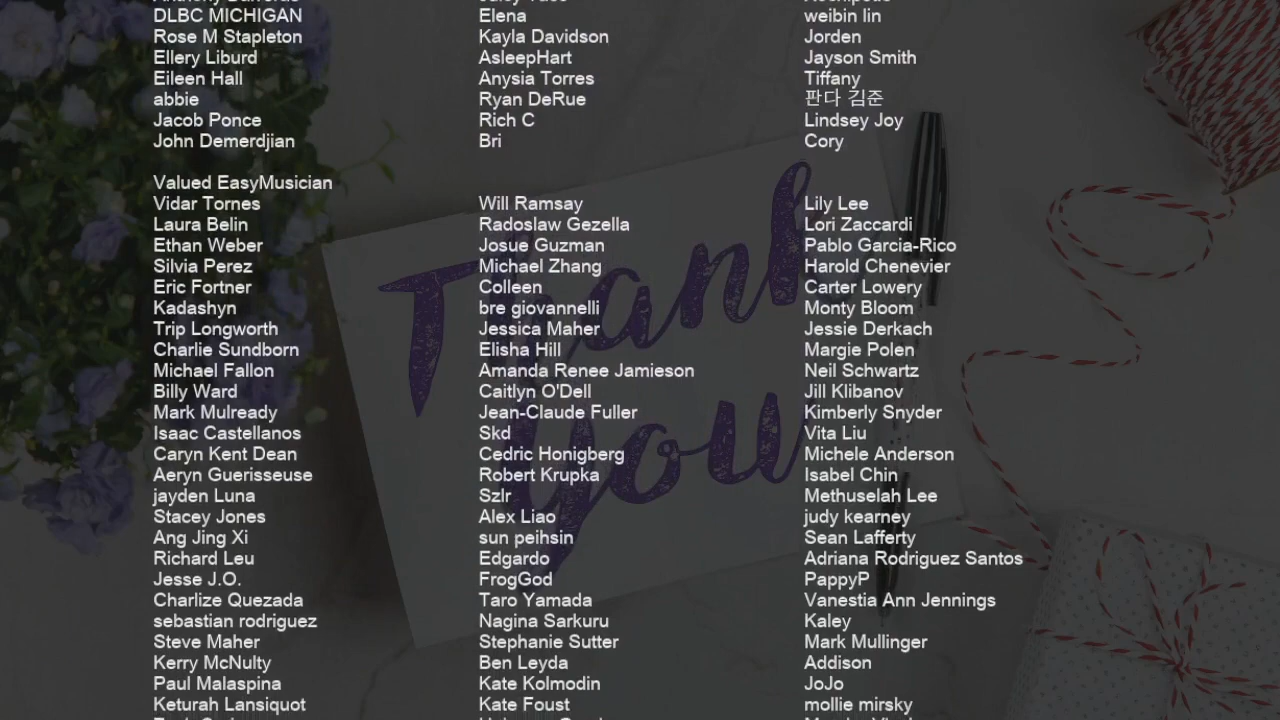 DLBC MICHIGAN Elena weibin lin
Rose M Stapleton Kayla Davidson Jorden
Ellery Liburd AsleepHart Jayson Smith
Eileen Hall Anysia Torres Tiffany
abbie Ryan DeRue 판다 김준
Jacob Ponce Rich C Lindsey Joy
John Demerdjian Bri Cory
Valued EasyMusician
Vidar Tornes Will Ramsay Lily Lee
Laura Belin Radoslaw Gezella Lori Zaccardi
Ethan Weber Josue Guzman Pablo Garcia-Rico
Silvia Perez Michael Zhang Harold Chenevier
Eric Fortner Colleen Carter Lowery
Kadashyn bre giovannelli Monty Bloom
Trip Longworth Jessica Maher Jessie Derkach
Charlie Sundborn Elisha Hill Margie Polen
Michael Fallon Amanda Renee Jamieson Neil Schwartz
Billy Ward Caitlyn O'Dell Jill Klibanov
Mark Mulready Jean-Claude Fuller Kimberly Snyder
Isaac Castellanos Skd Vita Liu
Caryn Kent Dean Cedric Honigberg Michele Anderson
Aeryn Guerisseuse Robert Krupka Isabel Chin
jayden Luna Szlr Methuselah Lee
Stacey Jones Alex Liao judy kearney
Ang Jing Xi sun peihsin Sean Lafferty
Richard Leu Edgardo Adriana Rodriguez Santos
Jesse J.O. FrogGod PappyP
Charlize Quezada Taro Yamada Vanestia Ann Jennings
sebastian rodriguez Nagina Sarkuru Kaley
Steve Maher Stephanie Sutter Mark Mullinger
Kerry McNulty Ben Leyda Addison
Paul Malaspina Kate Kolmodin JoJo
Keturah Lansiquot Kate Foust mollie mirsky
Thank
you